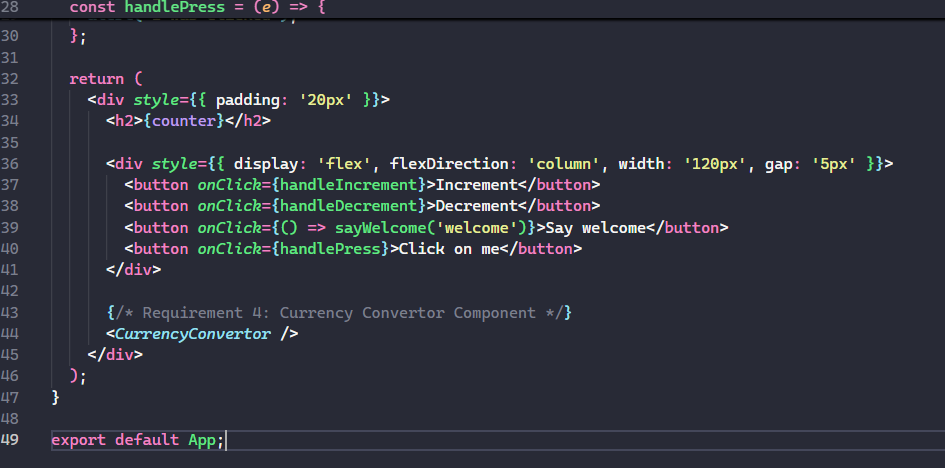 28 const handlePress = (e) => {
30 };
31
32 return (
33 <div style={{ padding: '20px' }}>
34 <h2>{counter}</h2>
35
36 <div style={{ display: 'flex', flexDirection: 'column', width: '120px', gap: '5px' }}>
37 <button onClick={handleIncrement}>Increment</button>
38 <button onClick={handleDecrement}>Decrement</button>
39 <button onClick={() => sayWelcome('welcome')}>Say welcome</button>
40 <button onClick={handlePress}>Click on me</button>
41 </div>
42
43 {/* Requirement 4: Currency Convertor Component */}
44 <CurrencyConvertor />
45 </div>
46 );
47 }
48
49 export default App;